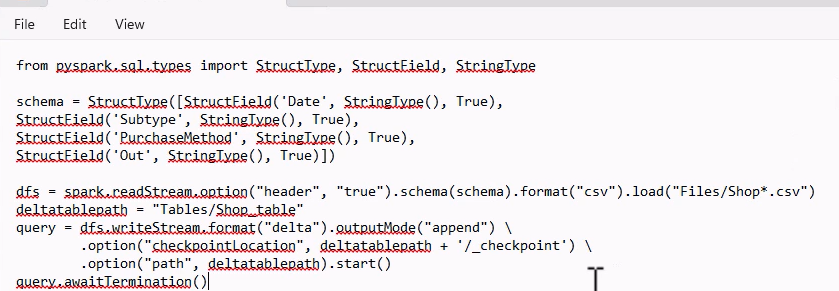 File Edit View
from pyspark.sql.types import StructType, StructField, StringType
schema = StructType([StructField('Date', StringType(), True),
StructField('Subtype', StringType(), True),
StructField('PurchaseMethod', StringType(), True),
StructField('Out', StringType(), True)])
dfs = spark.readStream.option("header", "true").schema(schema).format("csv").load("Files/Shop*.csv")
deltatablepath = "Tables/Shop_table"
query = dfs.writeStream.format("delta").outputMode("append") \
.option("checkpointLocation", deltatablepath + '/_checkpoint') \
.option("path", deltatablepath).start()
query.awaitTermination()